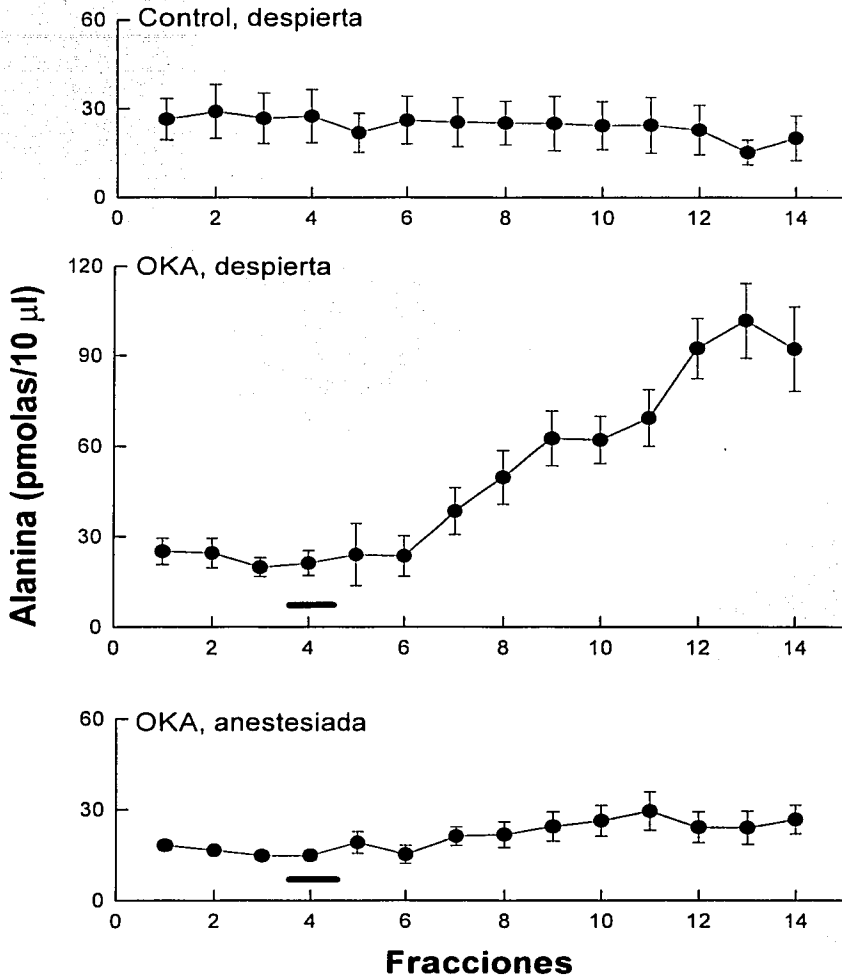 Control, despierta
60
30
0
0 2 4 6 8 10 12 14
OKA, despierta
120
90
60
30
0
0 2 4 6 8 10 12 14
OKA, anestesiada
60
30
0
0 2 4 6 8 10 12 14
Alanina (pmolas/10 µl)
Fracciones